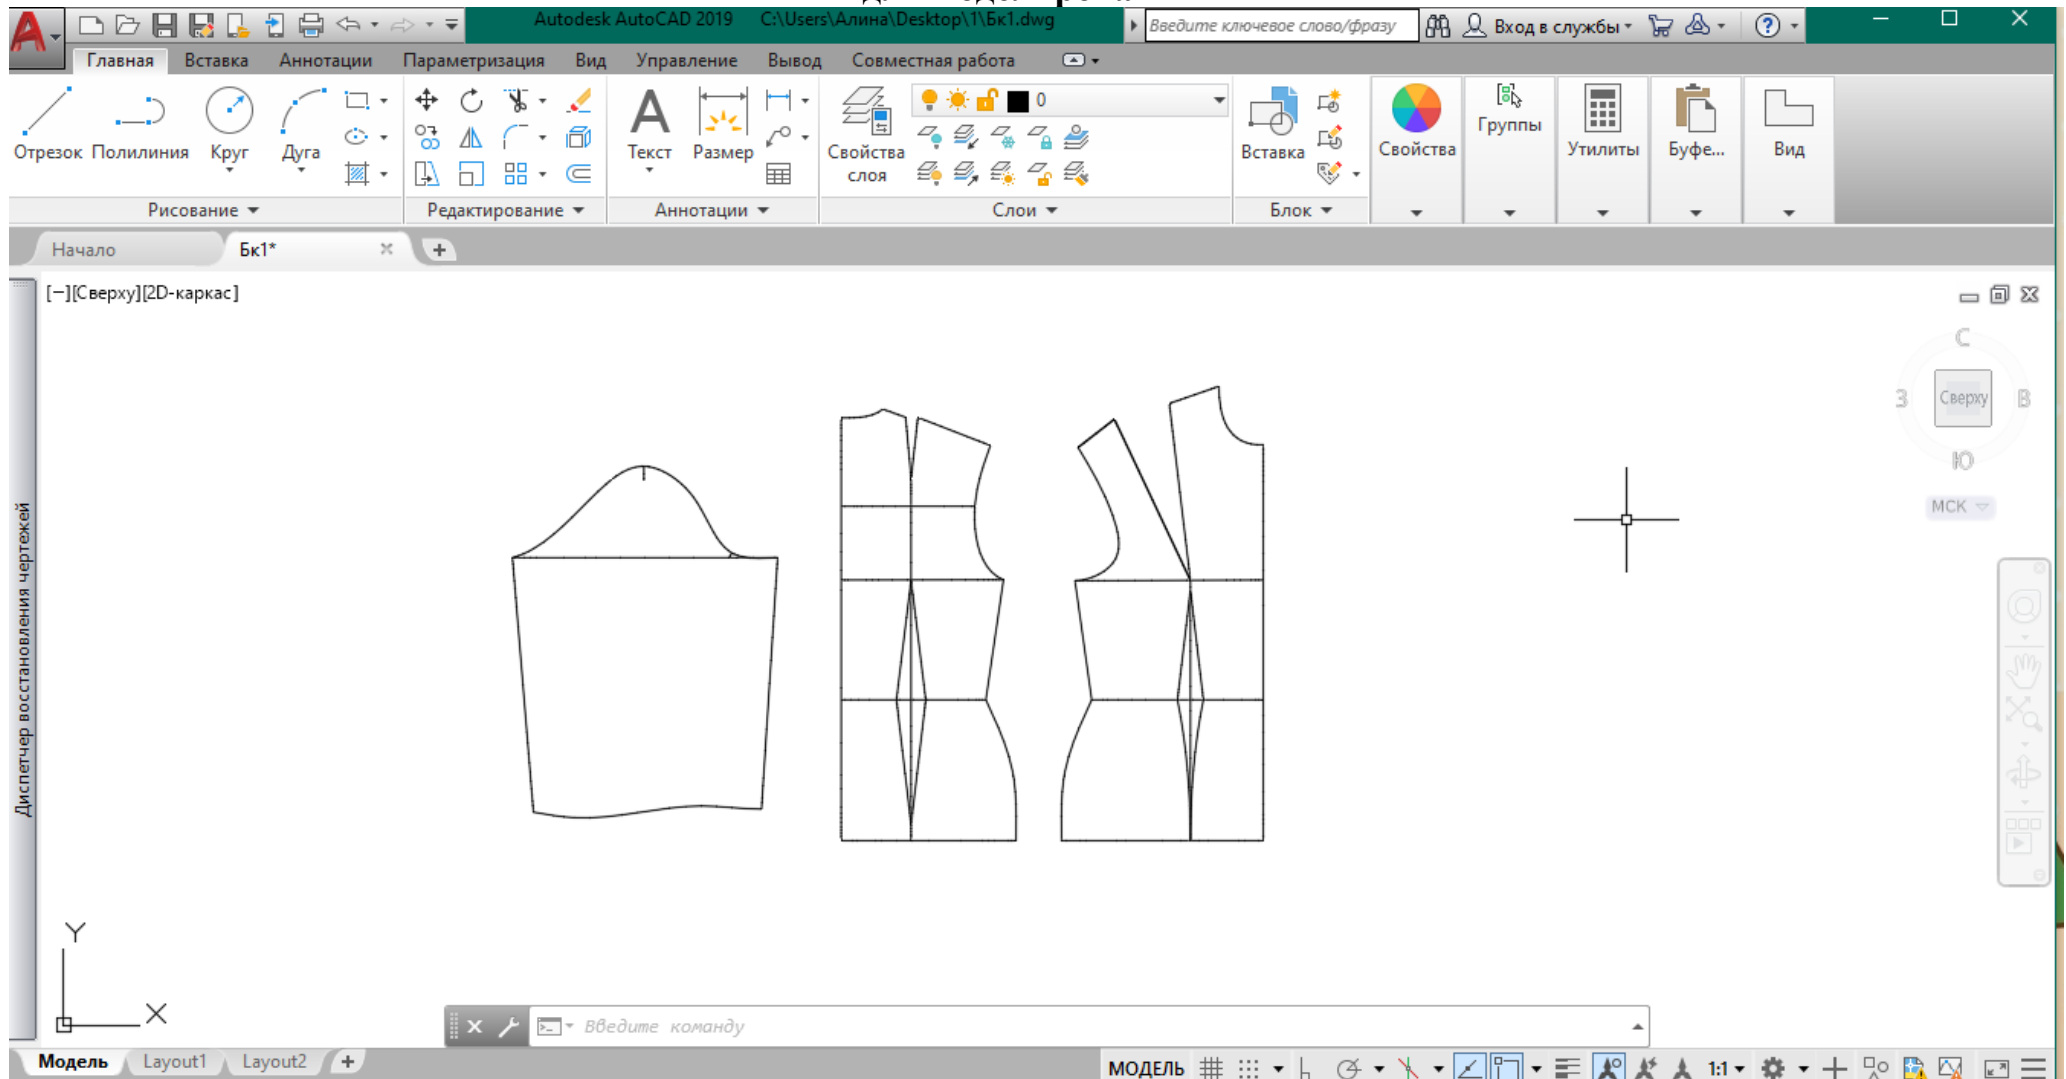 Autodesk AutoCAD 2019 C:\Users\Алина\Desktop\1\Бк1.dwg
Введите ключевое слово/фразу
Вход в службы
Главная Вставка Аннотации Параметризация Вид Управление Вывод Совместная работа
Отрезок Полилиния Круг Дуга
Рисование
Редактирование
Текст Размер
Аннотации
Свойства слоя
0
Слои
Вставка
Блок
Свойства
Группы
Утилиты
Буфе...
Вид
Начало Бк1*
[−][Сверху][2D-каркас]
С
З Сверху В
Ю
МСК
Диспетчер восстановления чертежей
Y
X
Введите команду
Модель Layout1 Layout2
МОДЕЛЬ 1:1